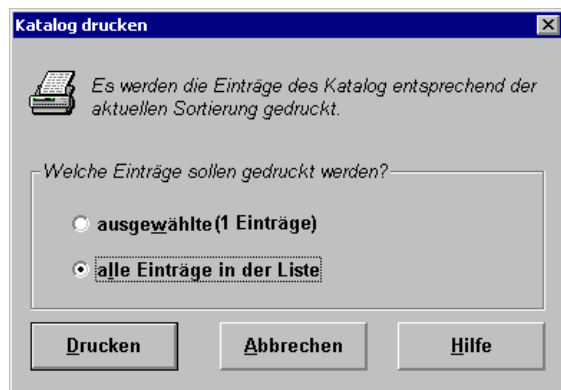 Katalog drucken
Es werden die Einträge des Katalog entsprechend der
aktuellen Sortierung gedruckt.
Welche Einträge sollen gedruckt werden?
ausgewählte (1 Einträge)
alle Einträge in der Liste
Drucken
Abbrechen
Hilfe